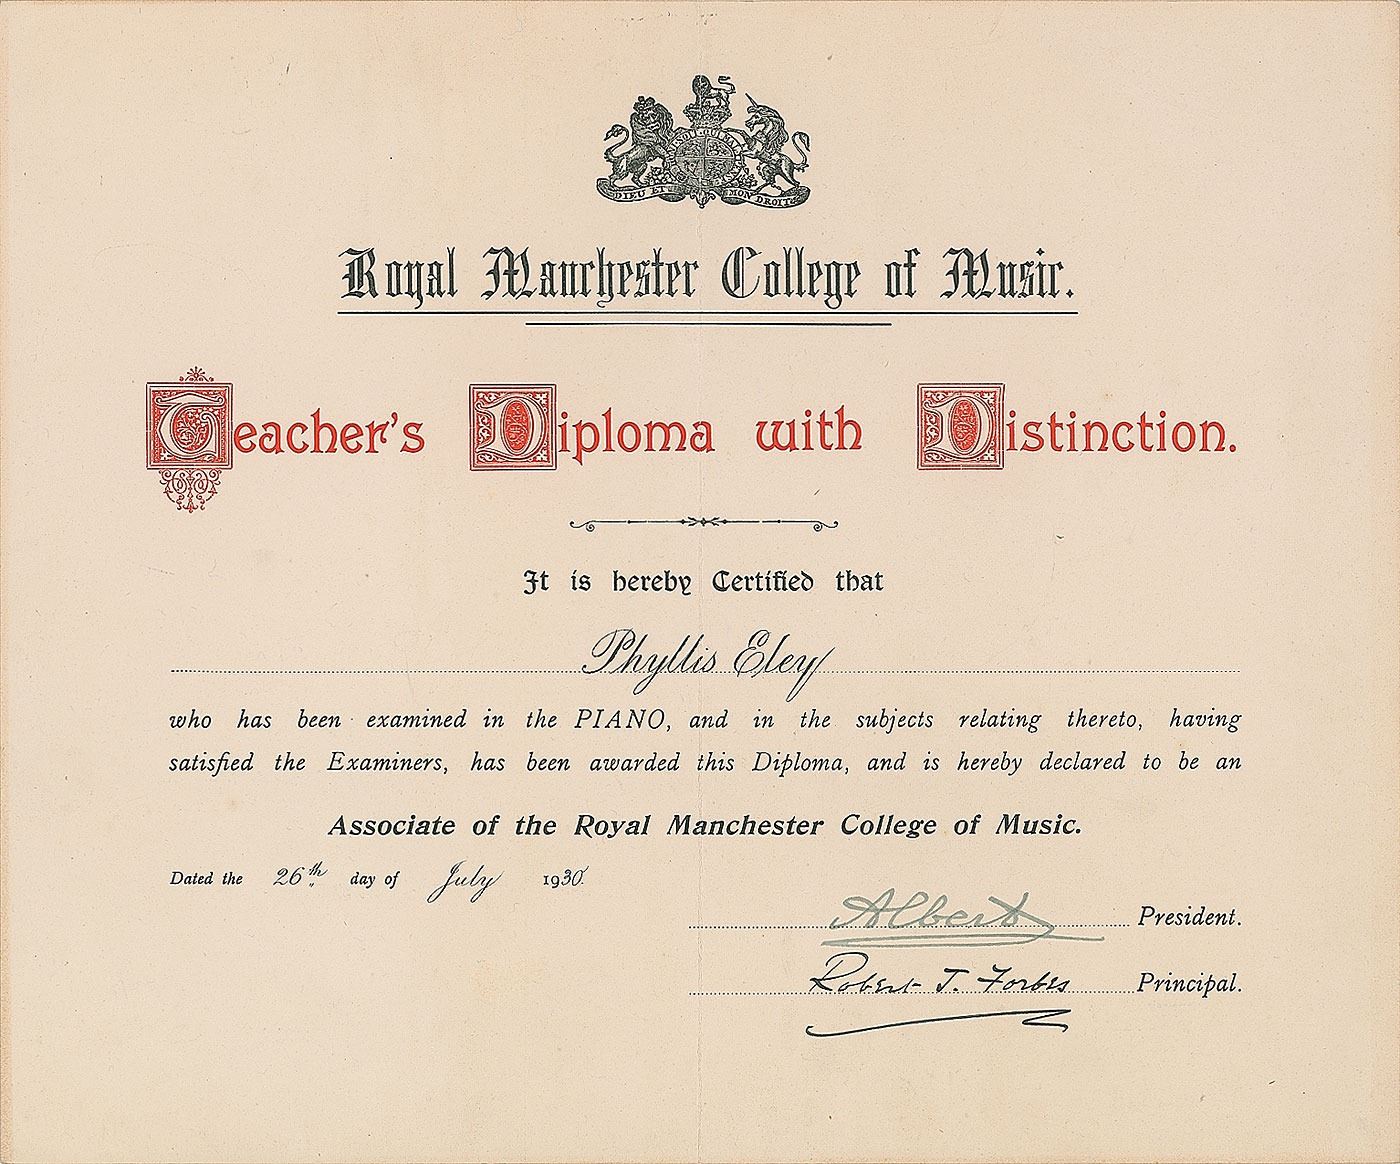 DIEU ET MON DROIT
Royal Manchester College of Music.
Teacher's Diploma with Distinction.
It is hereby Certified that
Phyllis Eley
who has been examined in the PIANO, and in the subjects relating thereto, having
satisfied the Examiners, has been awarded this Diploma, and is hereby declared to be an
Associate of the Royal Manchester College of Music.
Dated the 26th day of July 1930.
Albert President.
Robert J. Forbes Principal.